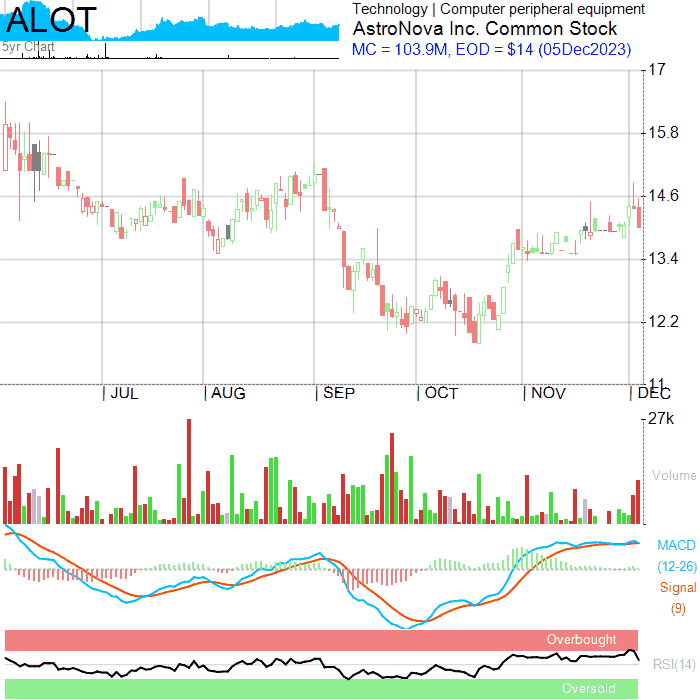 ALOT
5yr Chart
Technology | Computer peripheral equipment
AstroNova Inc. Common Stock
MC = 103.9M, EOD = $14 (05Dec2023)
17
15.8
14.6
13.4
12.2
11
JUL
AUG
SEP
OCT
NOV
DEC
27k
Volume
MACD
(12-26)
Signal
(9)
Overbought
RSI(14)
Oversold